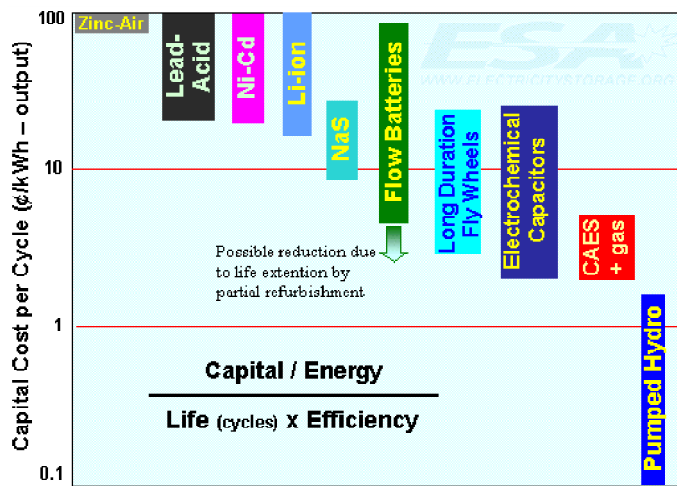 Capital Cost per Cycle (¢/kWh – output)
100
10
1
0.1
Zinc-Air
Lead-
Acid
Ni-Cd
Li-ion
NaS
Flow Batteries
Long Duration
Fly Wheels
Electrochemical
Capacitors
CAES
+ gas
Pumped Hydro
ESA
WWW.ELECTRICITYSTORAGE.ORG
Possible reduction due
to life extention by
partial refurbishment
Capital / Energy
Life (cycles) x Efficiency